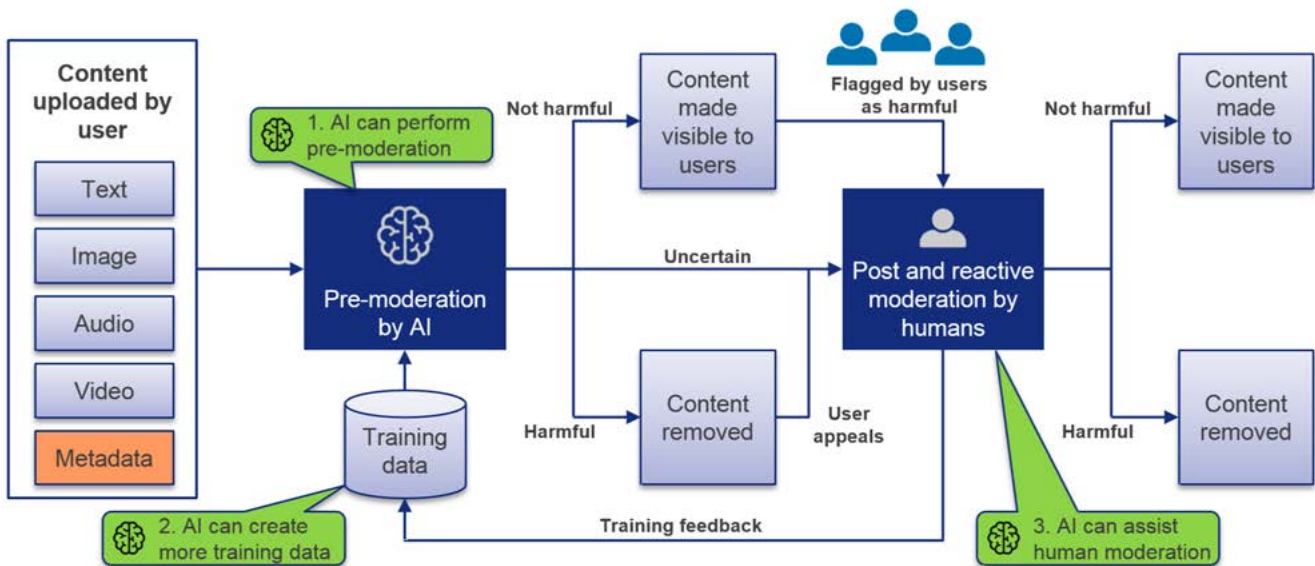 Content
uploaded by
user
Text
Image
Audio
Video
Metadata
1. AI can perform
pre-moderation
Pre-moderation
by AI
Training
data
2. AI can create
more training data
Not harmful
Content
made
visible to
users
Flagged by users
as harmful
Uncertain
Harmful
Content
removed
User
appeals
Training feedback
Post and reactive
moderation by
humans
3. AI can assist
human moderation
Not harmful
Content
made
visible to
users
Harmful
Content
removed